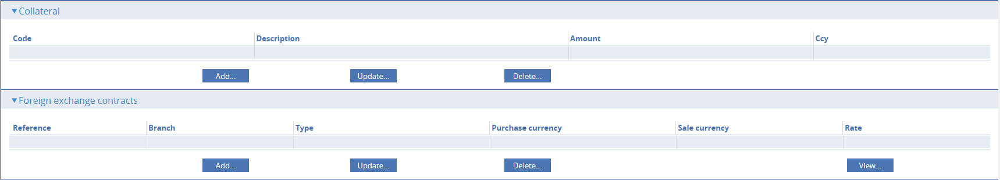 Collateral
Code Description Amount Ccy
Add... Update... Delete...
Foreign exchange contracts
Reference Branch Type Purchase currency Sale currency Rate
Add... Update... Delete... View...